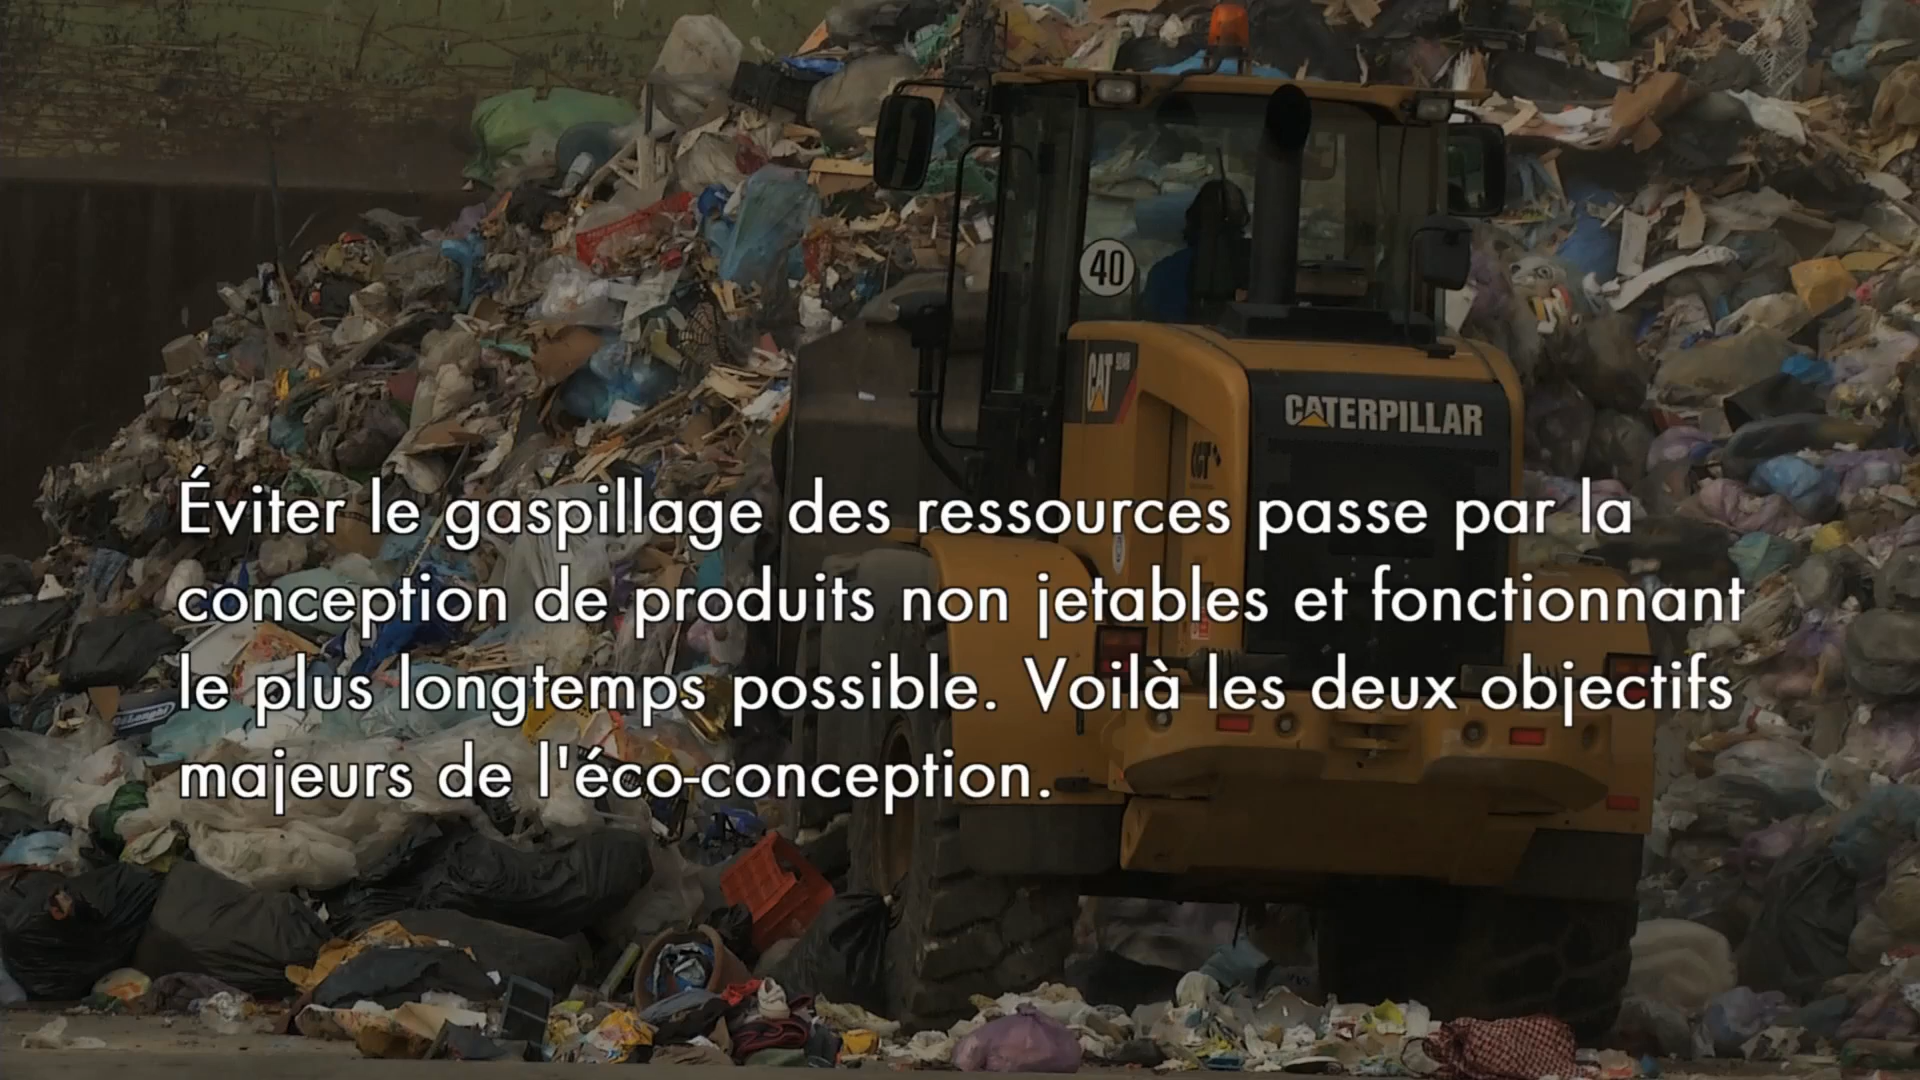 40
CAT
CATERPILLAR
Éviter le gaspillage des ressources passe par la
conception de produits non jetables et fonctionnant
le plus longtemps possible. Voilà les deux objectifs
majeurs de l'éco-conception.
DeLonghi